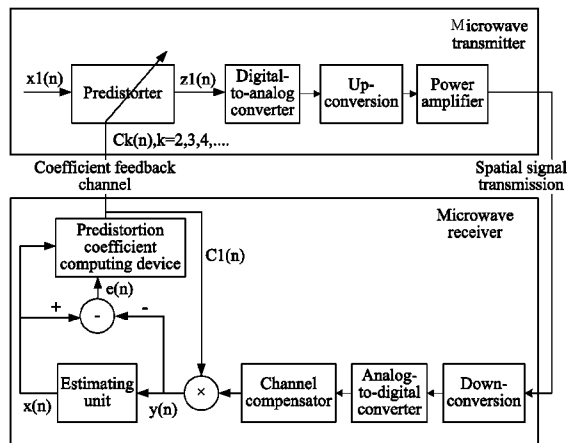 Microwave
transmitter
x1(n)
Predistorter
z1(n)
Digital-
to-analog
converter
Up-
conversion
Power
amplifier
Ck(n),k=2,3,4,....
Coefficient feedback
channel
Spatial signal
transmission
Microwave
receiver
Predistortion
coefficient
computing device
C1(n)
e(n)
+
-
-
x(n)
Estimating
unit
y(n)
×
Channel
compensator
Analog-
to-digital
converter
Down-
conversion